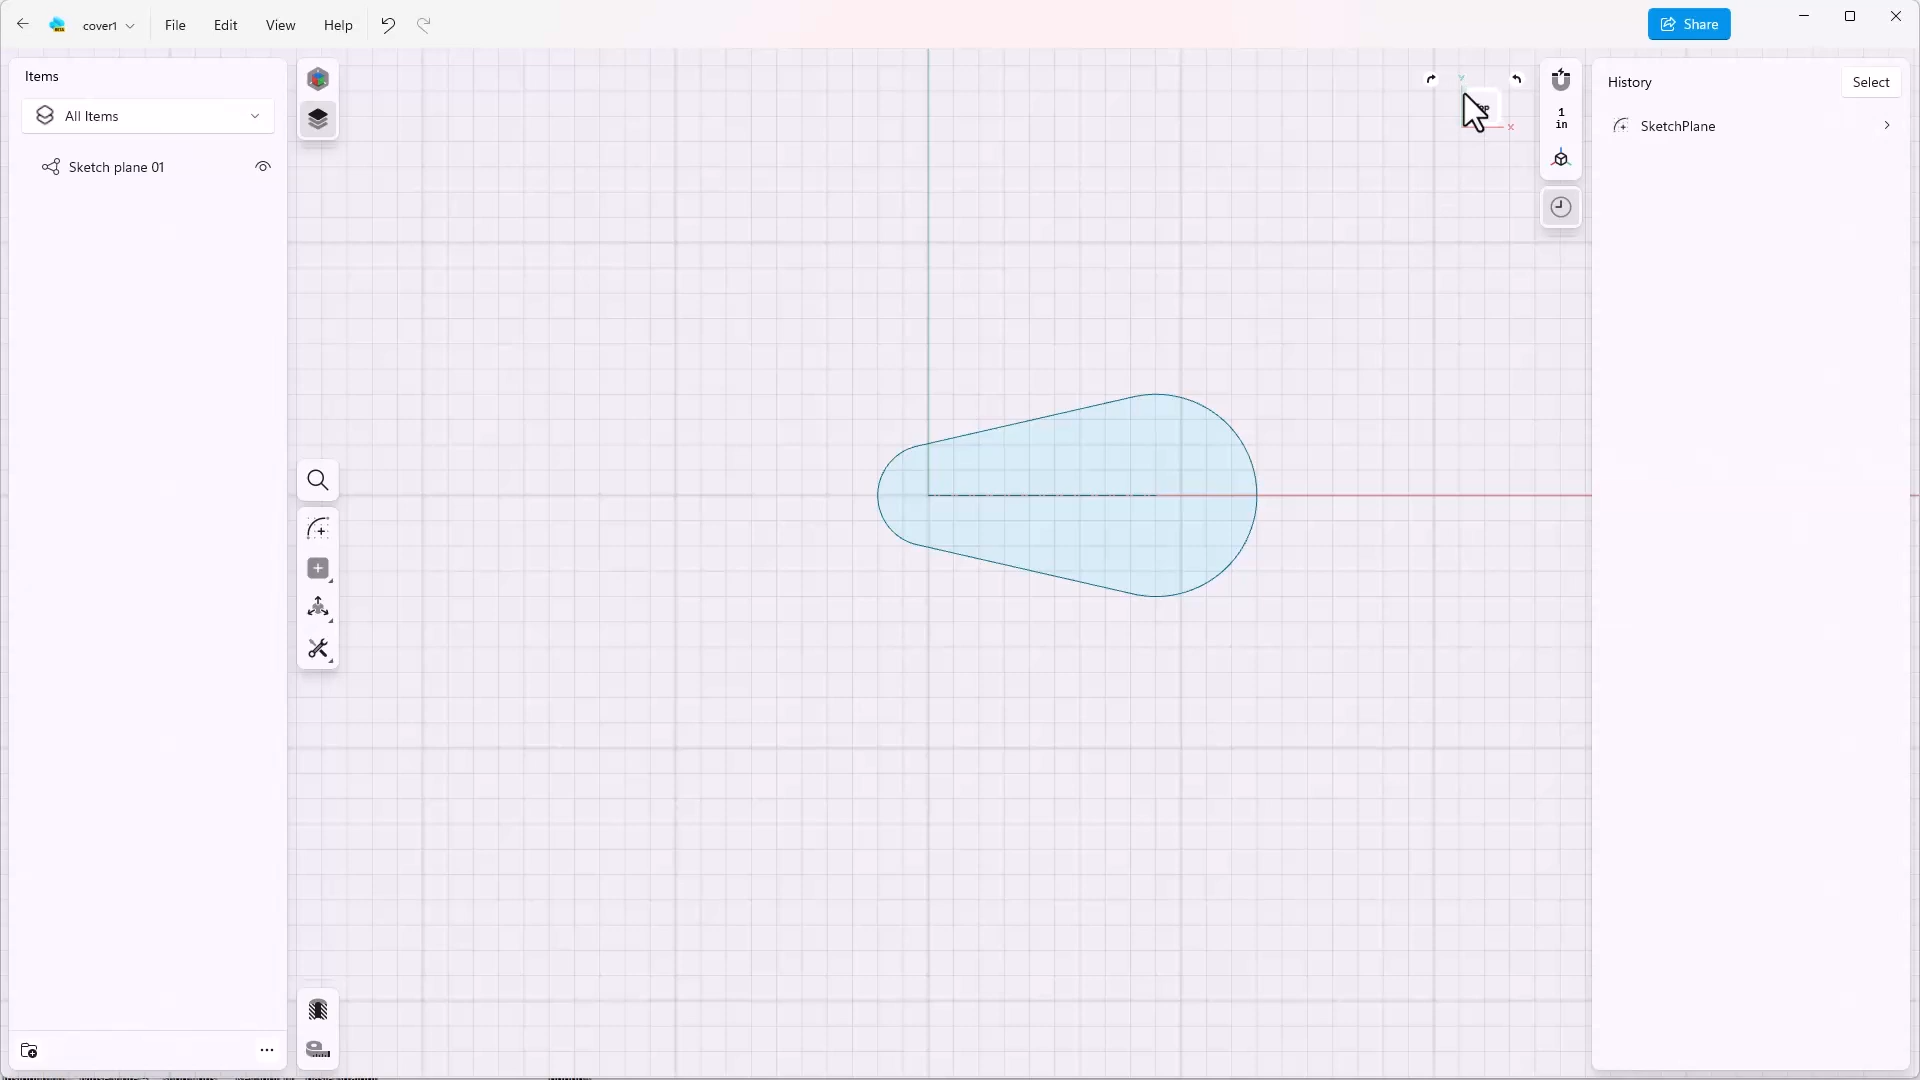 cover1
File
Edit
View
Help
Share
Items
All Items
Sketch plane 01
Y
X
1
in
History
Select
SketchPlane